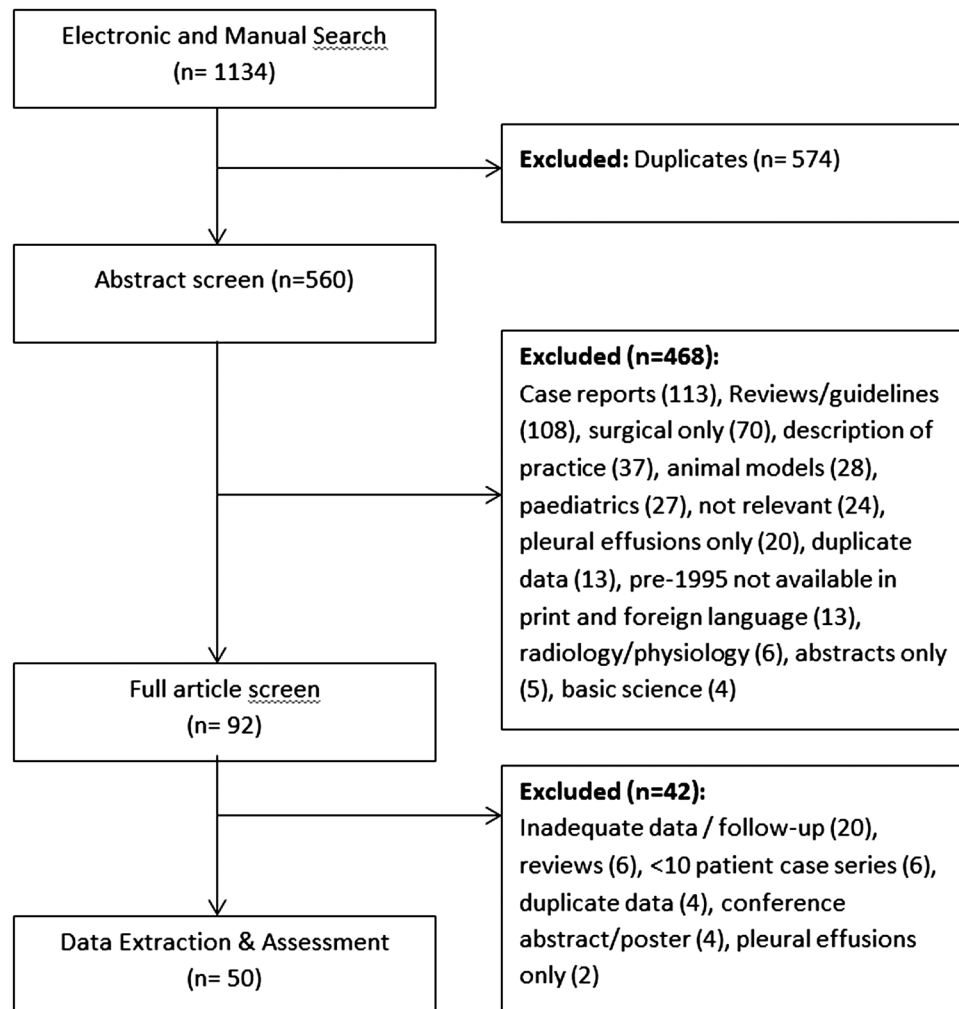 Electronic and Manual Search
(n= 1134)
Excluded: Duplicates (n= 574)
Abstract screen (n=560)
Excluded (n=468):
Case reports (113), Reviews/guidelines
(108), surgical only (70), description of
practice (37), animal models (28),
paediatrics (27), not relevant (24),
pleural effusions only (20), duplicate
data (13), pre-1995 not available in
print and foreign language (13),
radiology/physiology (6), abstracts only
(5), basic science (4)
Full article screen
(n= 92)
Excluded (n=42):
Inadequate data / follow-up (20),
reviews (6), <10 patient case series (6),
duplicate data (4), conference
abstract/poster (4), pleural effusions
only (2)
Data Extraction & Assessment
(n= 50)